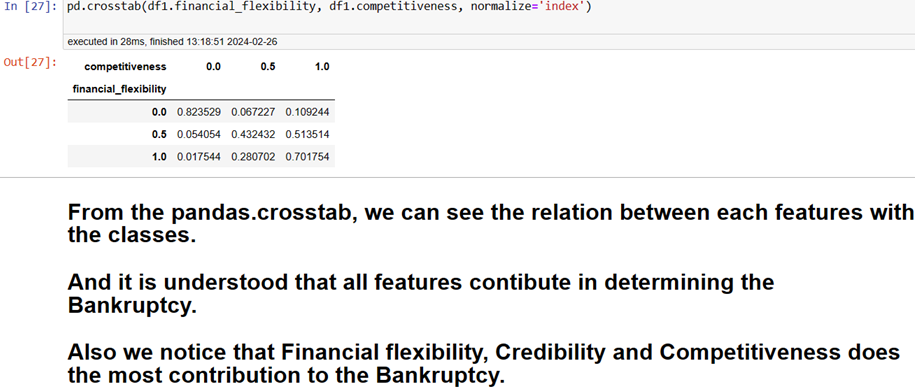 In [27]: pd.crosstab(df1.financial_flexibility, df1.competitiveness, normalize='index')
executed in 28ms, finished 13:18:51 2024-02-26
Out[27]:
competitiveness 0.0 0.5 1.0
financial_flexibility
0.0 0.823529 0.067227 0.109244
0.5 0.054054 0.432432 0.513514
1.0 0.017544 0.280702 0.701754
From the pandas.crosstab, we can see the relation between each features with
the classes.
And it is understood that all features contibute in determining the
Bankruptcy.
Also we notice that Financial flexibility, Credibility and Competitiveness does
the most contribution to the Bankruptcy.